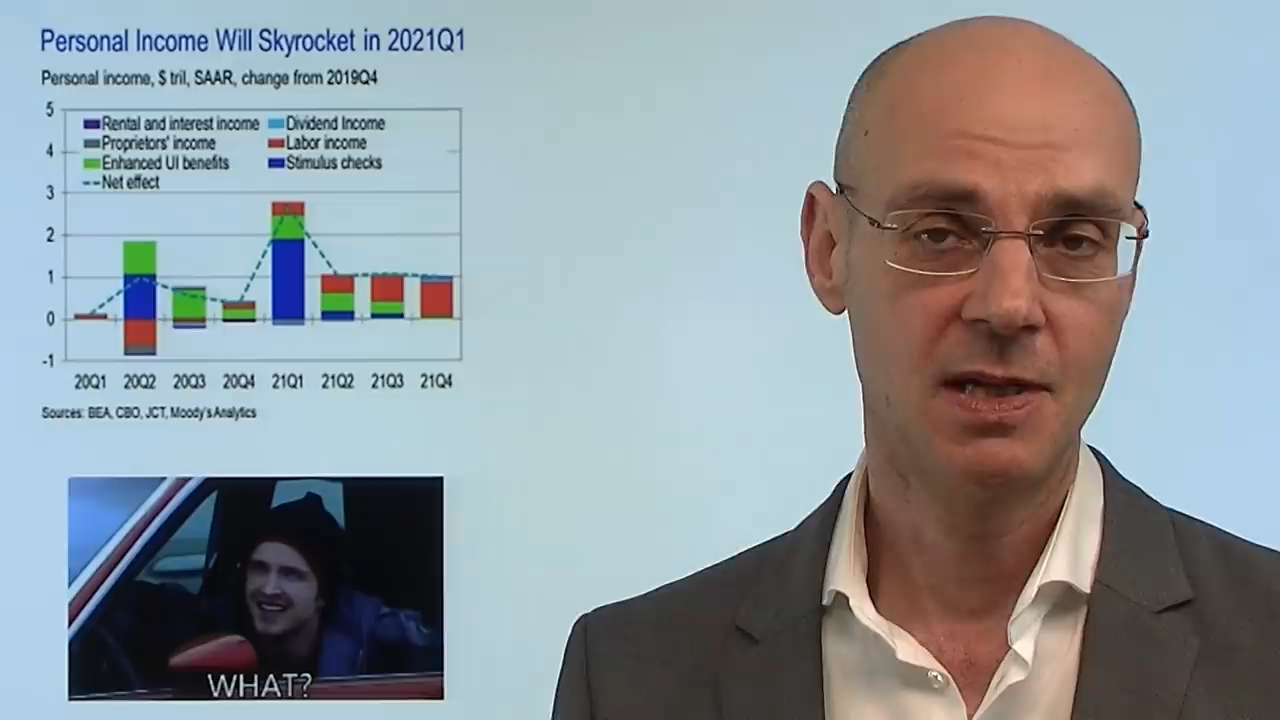 Personal Income Will Skyrocket in 2021Q1
Personal income, $ tril, SAAR, change from 2019Q4
5
4
3
2
1
0
-1
Rental and interest income Dividend Income
Proprietors' income Labor income
Enhanced UI benefits Stimulus checks
Net effect
20Q1 20Q2 20Q3 20Q4 21Q1 21Q2 21Q3 21Q4
Sources: BEA, CBO, JCT, Moody's Analytics
WHAT?